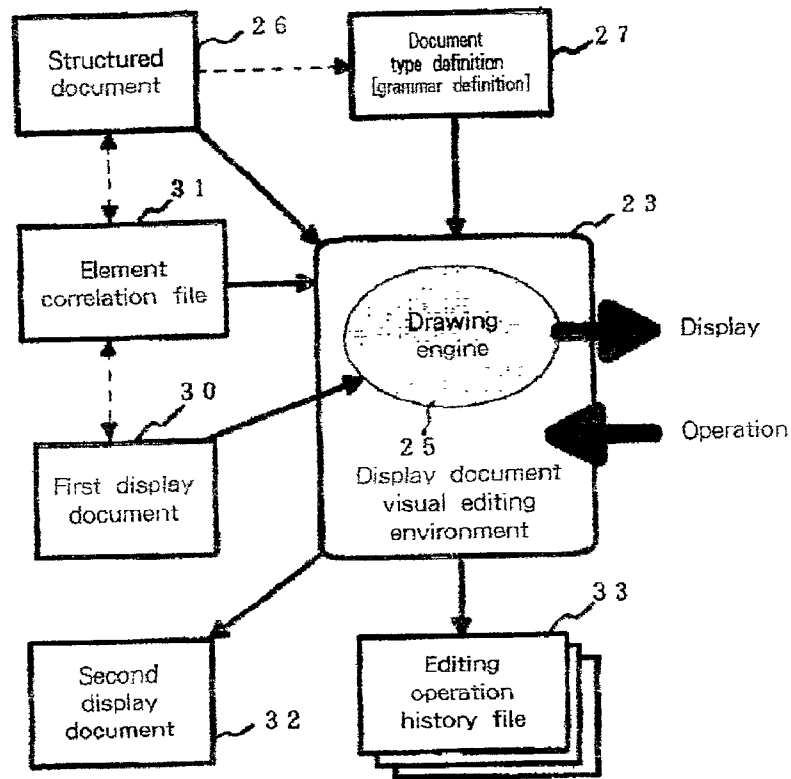 26
Structured
document
27
Document
type definition
[grammar definition]
31
Element
correlation file
23
Drawing
engine
25
Display
Operation
Display document
visual editing
environment
30
First display
document
Second
display
document
32
33
Editing
operation
history file